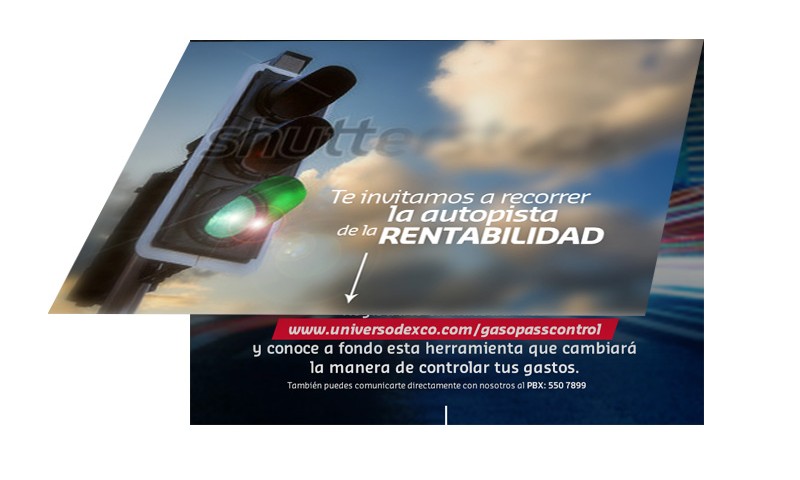 shutterstock
Te invitamos a recorrer
la autopista
de la RENTABILIDAD
www.universodexco.com/gasopasscontrol
y conoce a fondo esta herramienta que cambiará
la manera de controlar tus gastos.
También puedes comunicarte directamente con nosotros al PBX: 550 7899